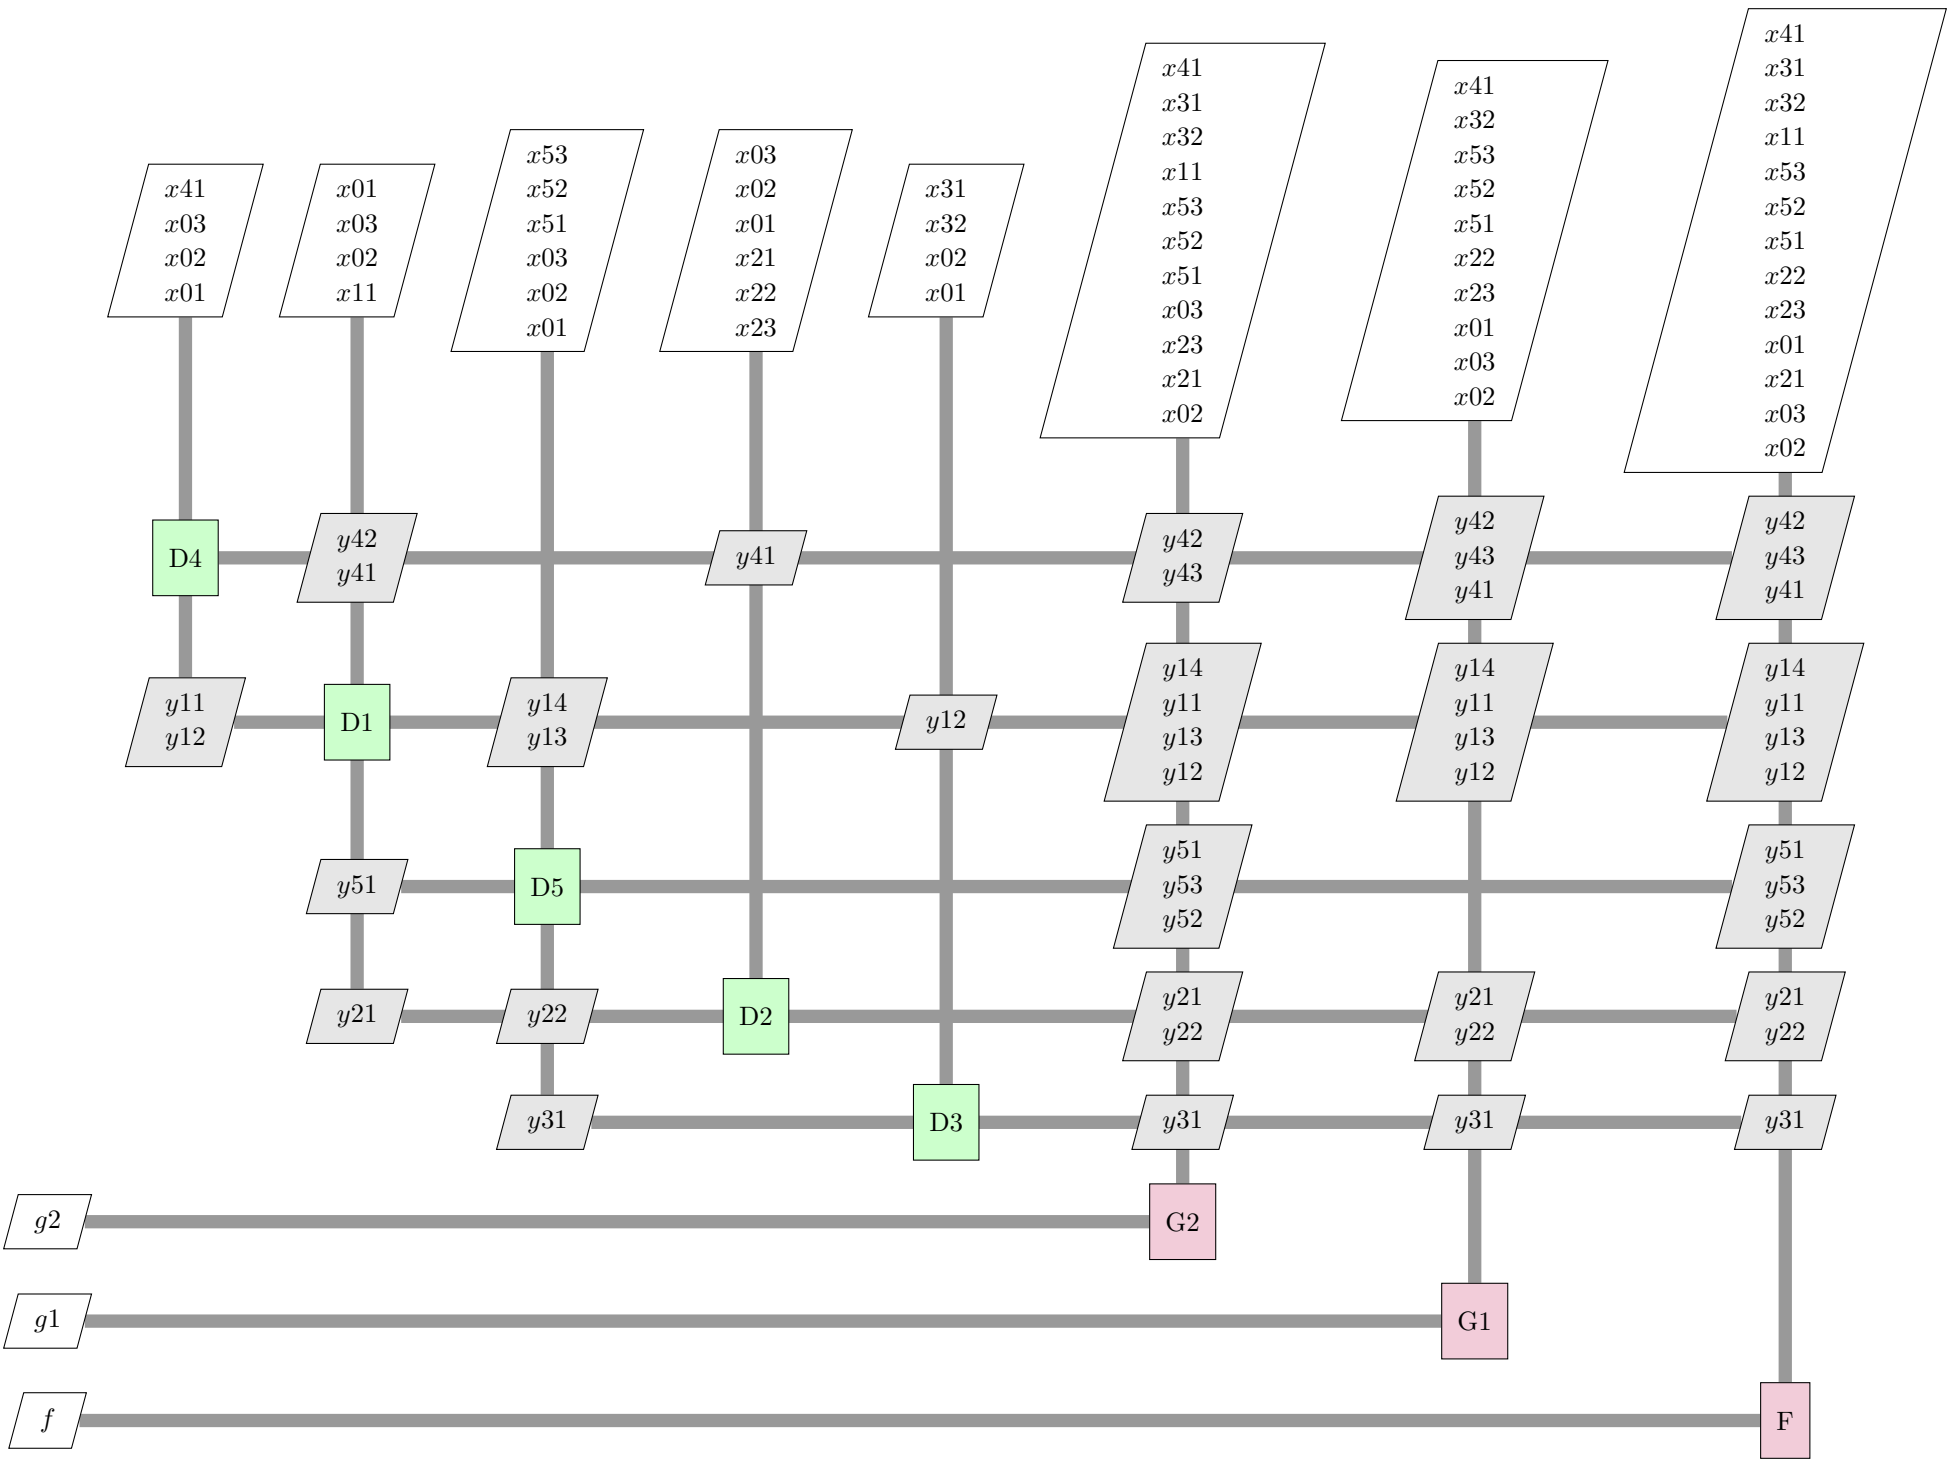 x41
x03
x02
x01
x01
x03
x02
x11
x53
x52
x51
x03
x02
x01
x03
x02
x01
x21
x22
x23
x31
x32
x02
x01
x41
x31
x32
x11
x53
x52
x51
x03
x23
x21
x02
x41
x32
x53
x52
x51
x22
x23
x01
x03
x02
x41
x31
x32
x11
x53
x52
x51
x22
x23
x01
x21
x03
x02
D4
y42
y41
y41
y42
y43
y42
y43
y41
y42
y43
y41
y11
y12
D1
y14
y13
y12
y14
y11
y13
y12
y14
y11
y13
y12
y14
y11
y13
y12
y51
D5
y51
y53
y52
y51
y53
y52
y21
y22
D2
y21
y22
y21
y22
y21
y22
y31
D3
y31
y31
y31
g2
G2
g1
G1
f
F